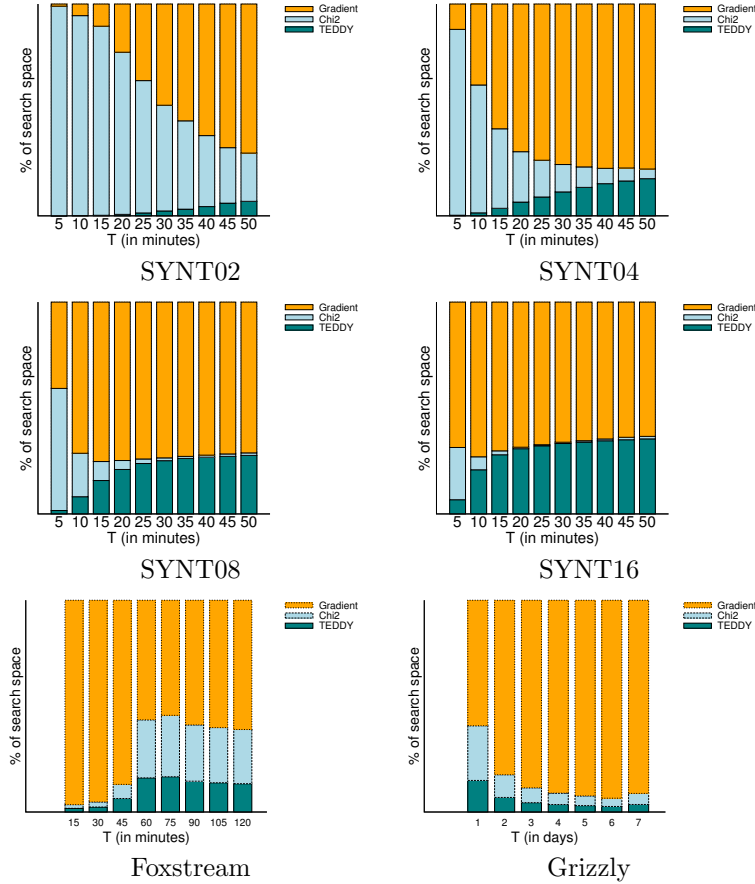 Gradient
Chi2
TEDDY
% of search space
5 10 15 20 25 30 35 40 45 50
T (in minutes)
SYNT02
Gradient
Chi2
TEDDY
% of search space
5 10 15 20 25 30 35 40 45 50
T (in minutes)
SYNT04
Gradient
Chi2
TEDDY
% of search space
5 10 15 20 25 30 35 40 45 50
T (in minutes)
SYNT08
Gradient
Chi2
TEDDY
% of search space
5 10 15 20 25 30 35 40 45 50
T (in minutes)
SYNT16
Gradient
Chi2
TEDDY
% of search space
15 30 45 60 75 90 105 120
T (in minutes)
Foxstream
Gradient
Chi2
TEDDY
% of search space
1 2 3 4 5 6 7
T (in days)
Grizzly